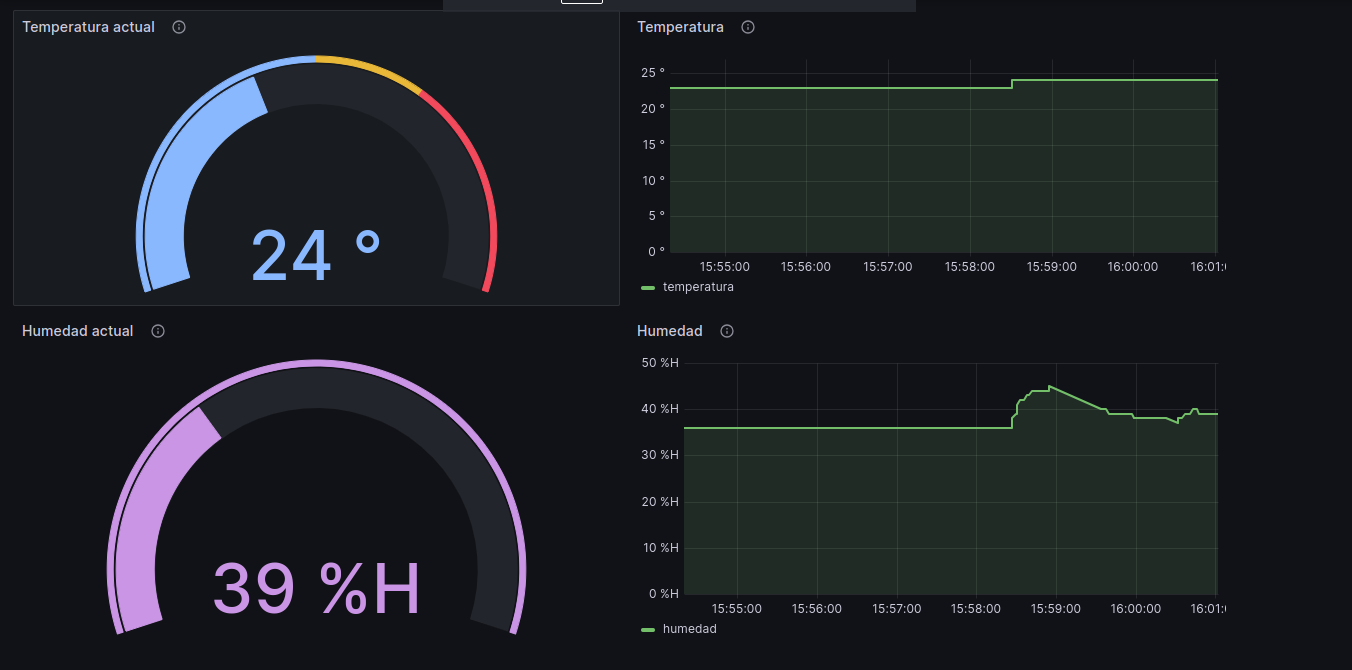 Temperatura actual
24 °
Temperatura
25 °
20 °
15 °
10 °
5 °
0 °
15:55:00 15:56:00 15:57:00 15:58:00 15:59:00 16:00:00 16:01:
temperatura
Humedad actual
39 %H
Humedad
50 %H
40 %H
30 %H
20 %H
10 %H
0 %H
15:55:00 15:56:00 15:57:00 15:58:00 15:59:00 16:00:00 16:01:
humedad